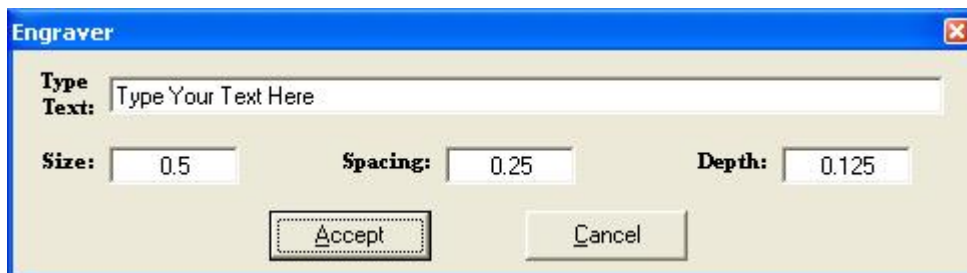 Engraver
Type
Text:
Type Your Text Here
Size: 0.5 Spacing: 0.25 Depth: 0.125
Accept Cancel